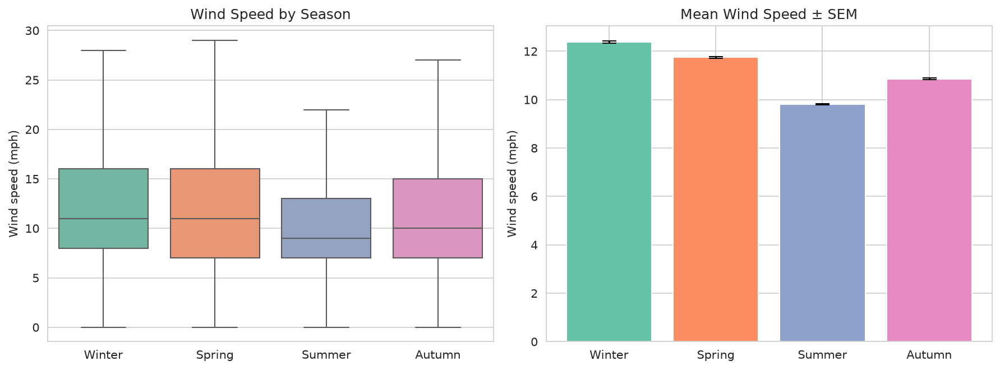 Wind Speed by Season
Wind speed (mph)
30
25
20
15
10
5
0
Winter
Spring
Summer
Autumn
Mean Wind Speed ± SEM
Wind speed (mph)
12
10
8
6
4
2
0
Winter
Spring
Summer
Autumn